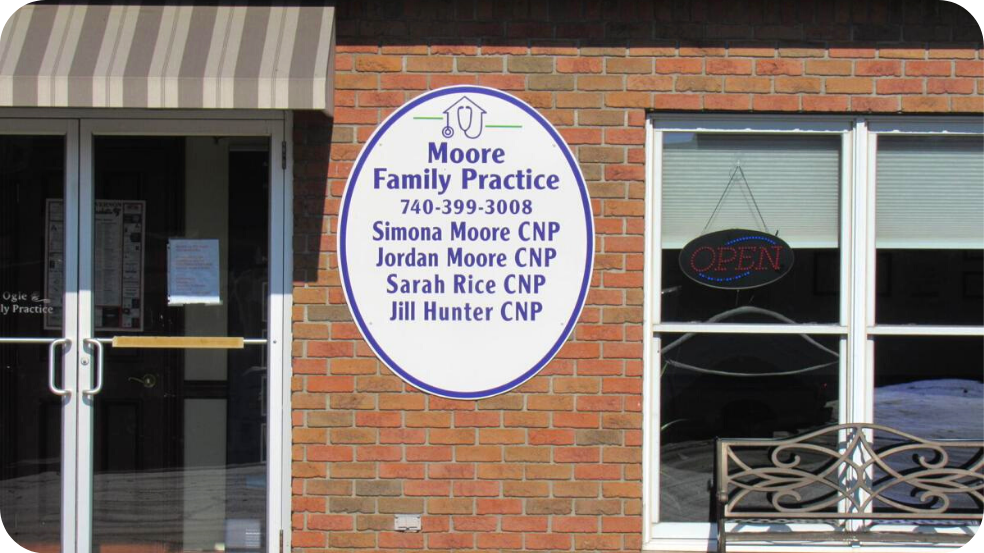 Moore
Family Practice
740-399-3008
Simona Moore CNP
Jordan Moore CNP
Sarah Rice CNP
Jill Hunter CNP
OPEN
Ogle
ly Practice